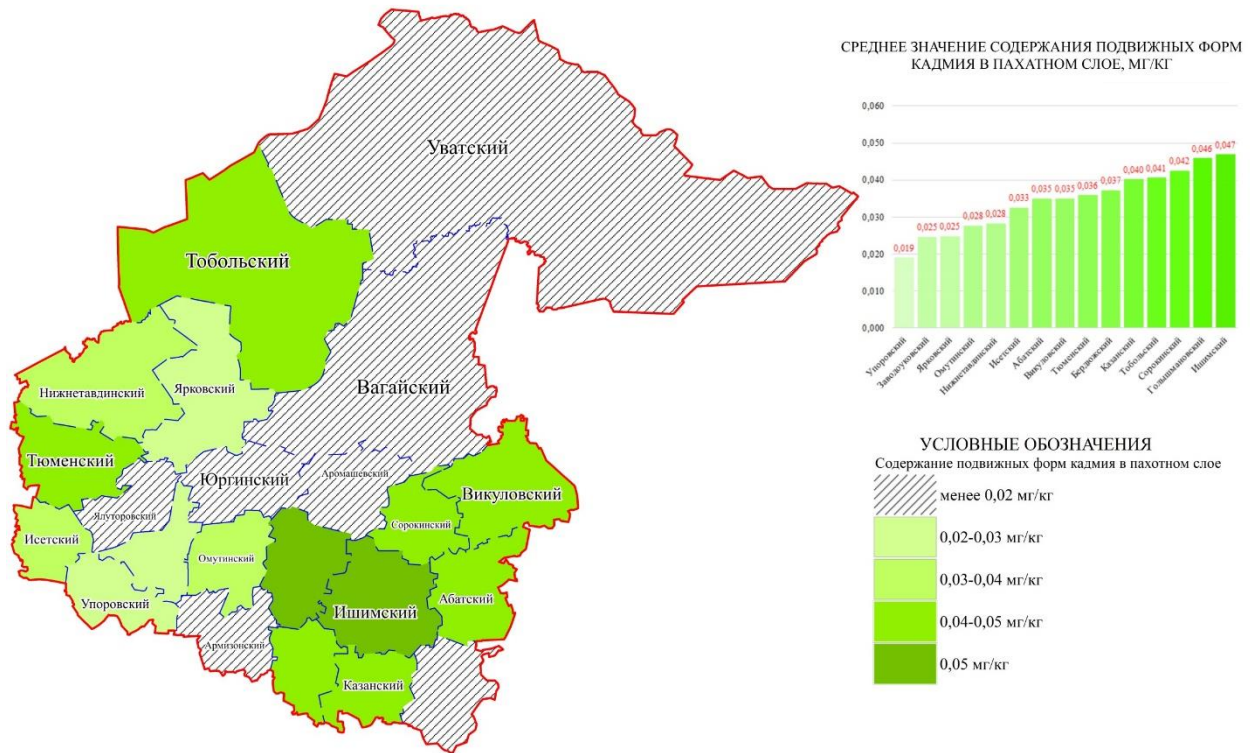 СРЕДНЕЕ ЗНАЧЕНИЕ СОДЕРЖАНИЯ ПОДВИЖНЫХ ФОРМ
КАДМИЯ В ПАХАТНОМ СЛОЕ, МГ/КГ
0,060
0,050
0,040
0,030
0,020
0,010
0,000
0,019
0,025
0,025
0,028
0,028
0,033
0,035
0,035
0,036
0,037
0,040
0,041
0,042
0,046
0,047
Упоровский
Заводоуковский
Ярковский
Омутинский
Нижнетавдинский
Исетский
Абатский
Викуловский
Тюменский
Бердюжский
Казанский
Тобольский
Сорокинский
Голышмановский
Ишимский
Уватский
Тобольский
Вагайский
Нижнетавдинский
Ярковский
Тюменский
Юргинский
Аромашевский
Викуловский
Ялуторовский
Сорокинский
Исетский
Омутинский
Упоровский
Ишимский
Абатский
Армизонский
Казанский
УСЛОВНЫЕ ОБОЗНАЧЕНИЯ
Содержание подвижных форм кадмия в пахотном слое
менее 0,02 мг/кг
0,02-0,03 мг/кг
0,03-0,04 мг/кг
0,04-0,05 мг/кг
0,05 мг/кг